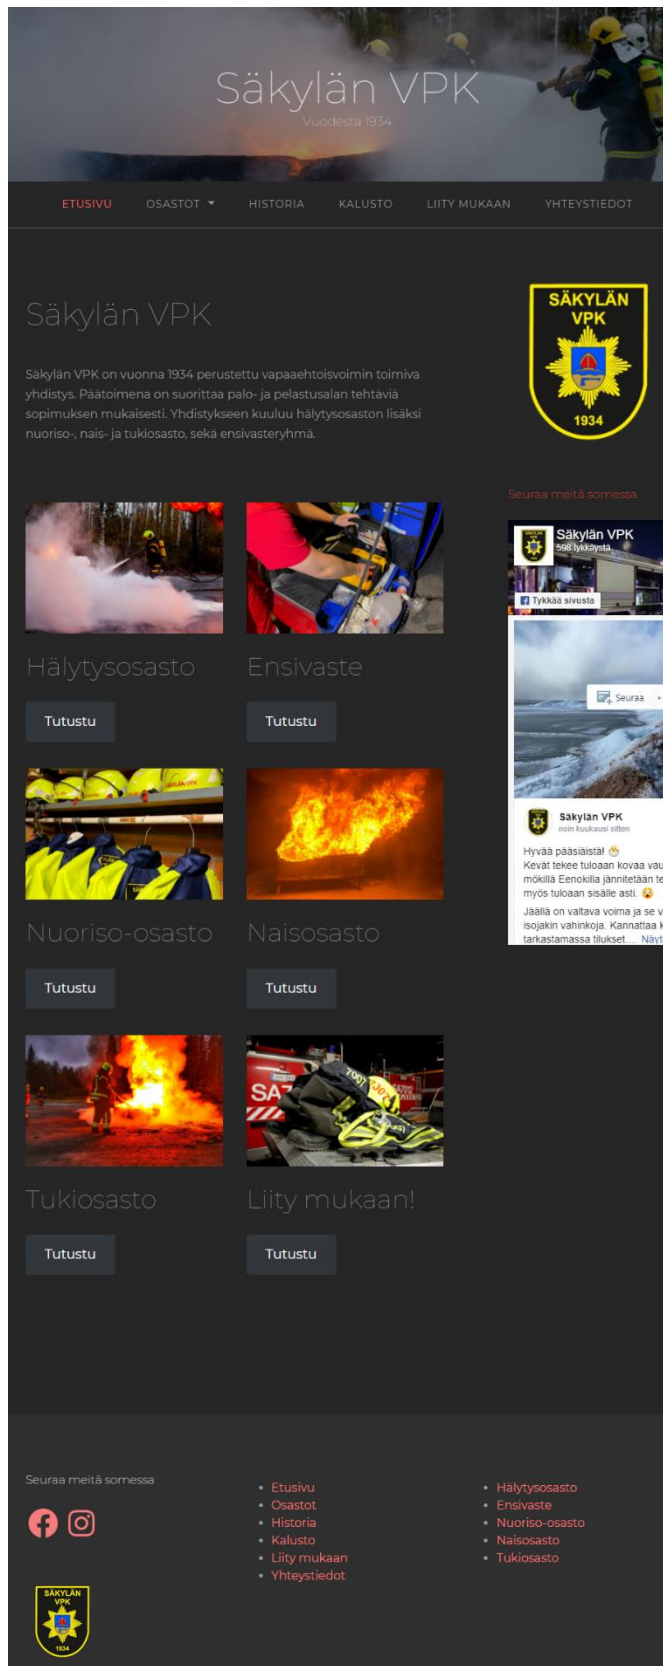 Säkylän VPK
Vuodesta 1934
ETUSIVU OSASTOT HISTORIA KALUSTO LIITY MUKAAN YHTEYSTIEDOT
Säkylän VPK
Säkylän VPK on vuonna 1934 perustettu vapaaehtoisvoimin toimiva
yhdistys. Päätoimena on suorittaa palo- ja pelastusalan tehtäviä
sopimuksen mukaisesti. Yhdistykseen kuuluu hälytysosaston lisäksi
nuoriso-, nais- ja tukiosasto, sekä ensivasteryhmä.
SÄKYLÄN
VPK
1934
Seuraa meitä somessa
Säkylän VPK
598 tykkäystä
Tykkää sivusta
Seuraa
Säkylän VPK
noin kuukausi sitten
Hyvää pääsiäistä!
Kevät tekee tuloaan kovaa vau
mökillä Eenokilla jännitetään te
myös tuloaan sisälle asti.
Jäällä on valtava voima ja se v
isojakin vahinkoja. Kannattaa k
tarkastamassa tilukset.... Näyt
Hälytysosasto Ensivaste
Tutustu Tutustu
Nuoriso-osasto Naisosasto
Tutustu Tutustu
SA7
Tukiosasto Liity mukaan!
Tutustu Tutustu
Seuraa meitä somessa
Etusivu
Osastot
Historia
Kalusto
Liity mukaan
Yhteystiedot
Hälytysosasto
Ensivaste
Nuoriso-osasto
Naisosasto
Tukiosasto
SÄKYLÄN
VPK
1934